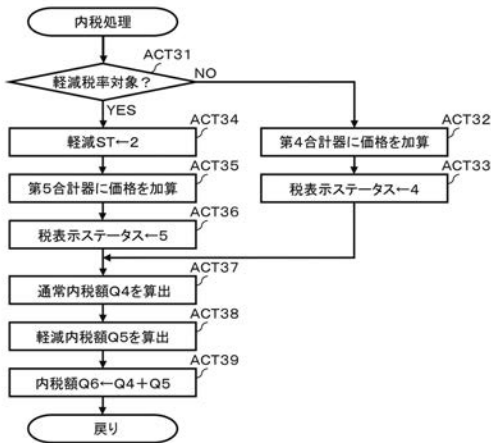 内税処理
ACT31
軽減税率対象？
NO
YES
ACT34
軽減ST←2
ACT35
第5合計器に価格を加算
ACT36
税表示ステータス←5
ACT32
第4合計器に価格を加算
ACT33
税表示ステータス←4
ACT37
通常内税額Q4を算出
ACT38
軽減内税額Q5を算出
ACT39
内税額Q6←Q4＋Q5
戻り